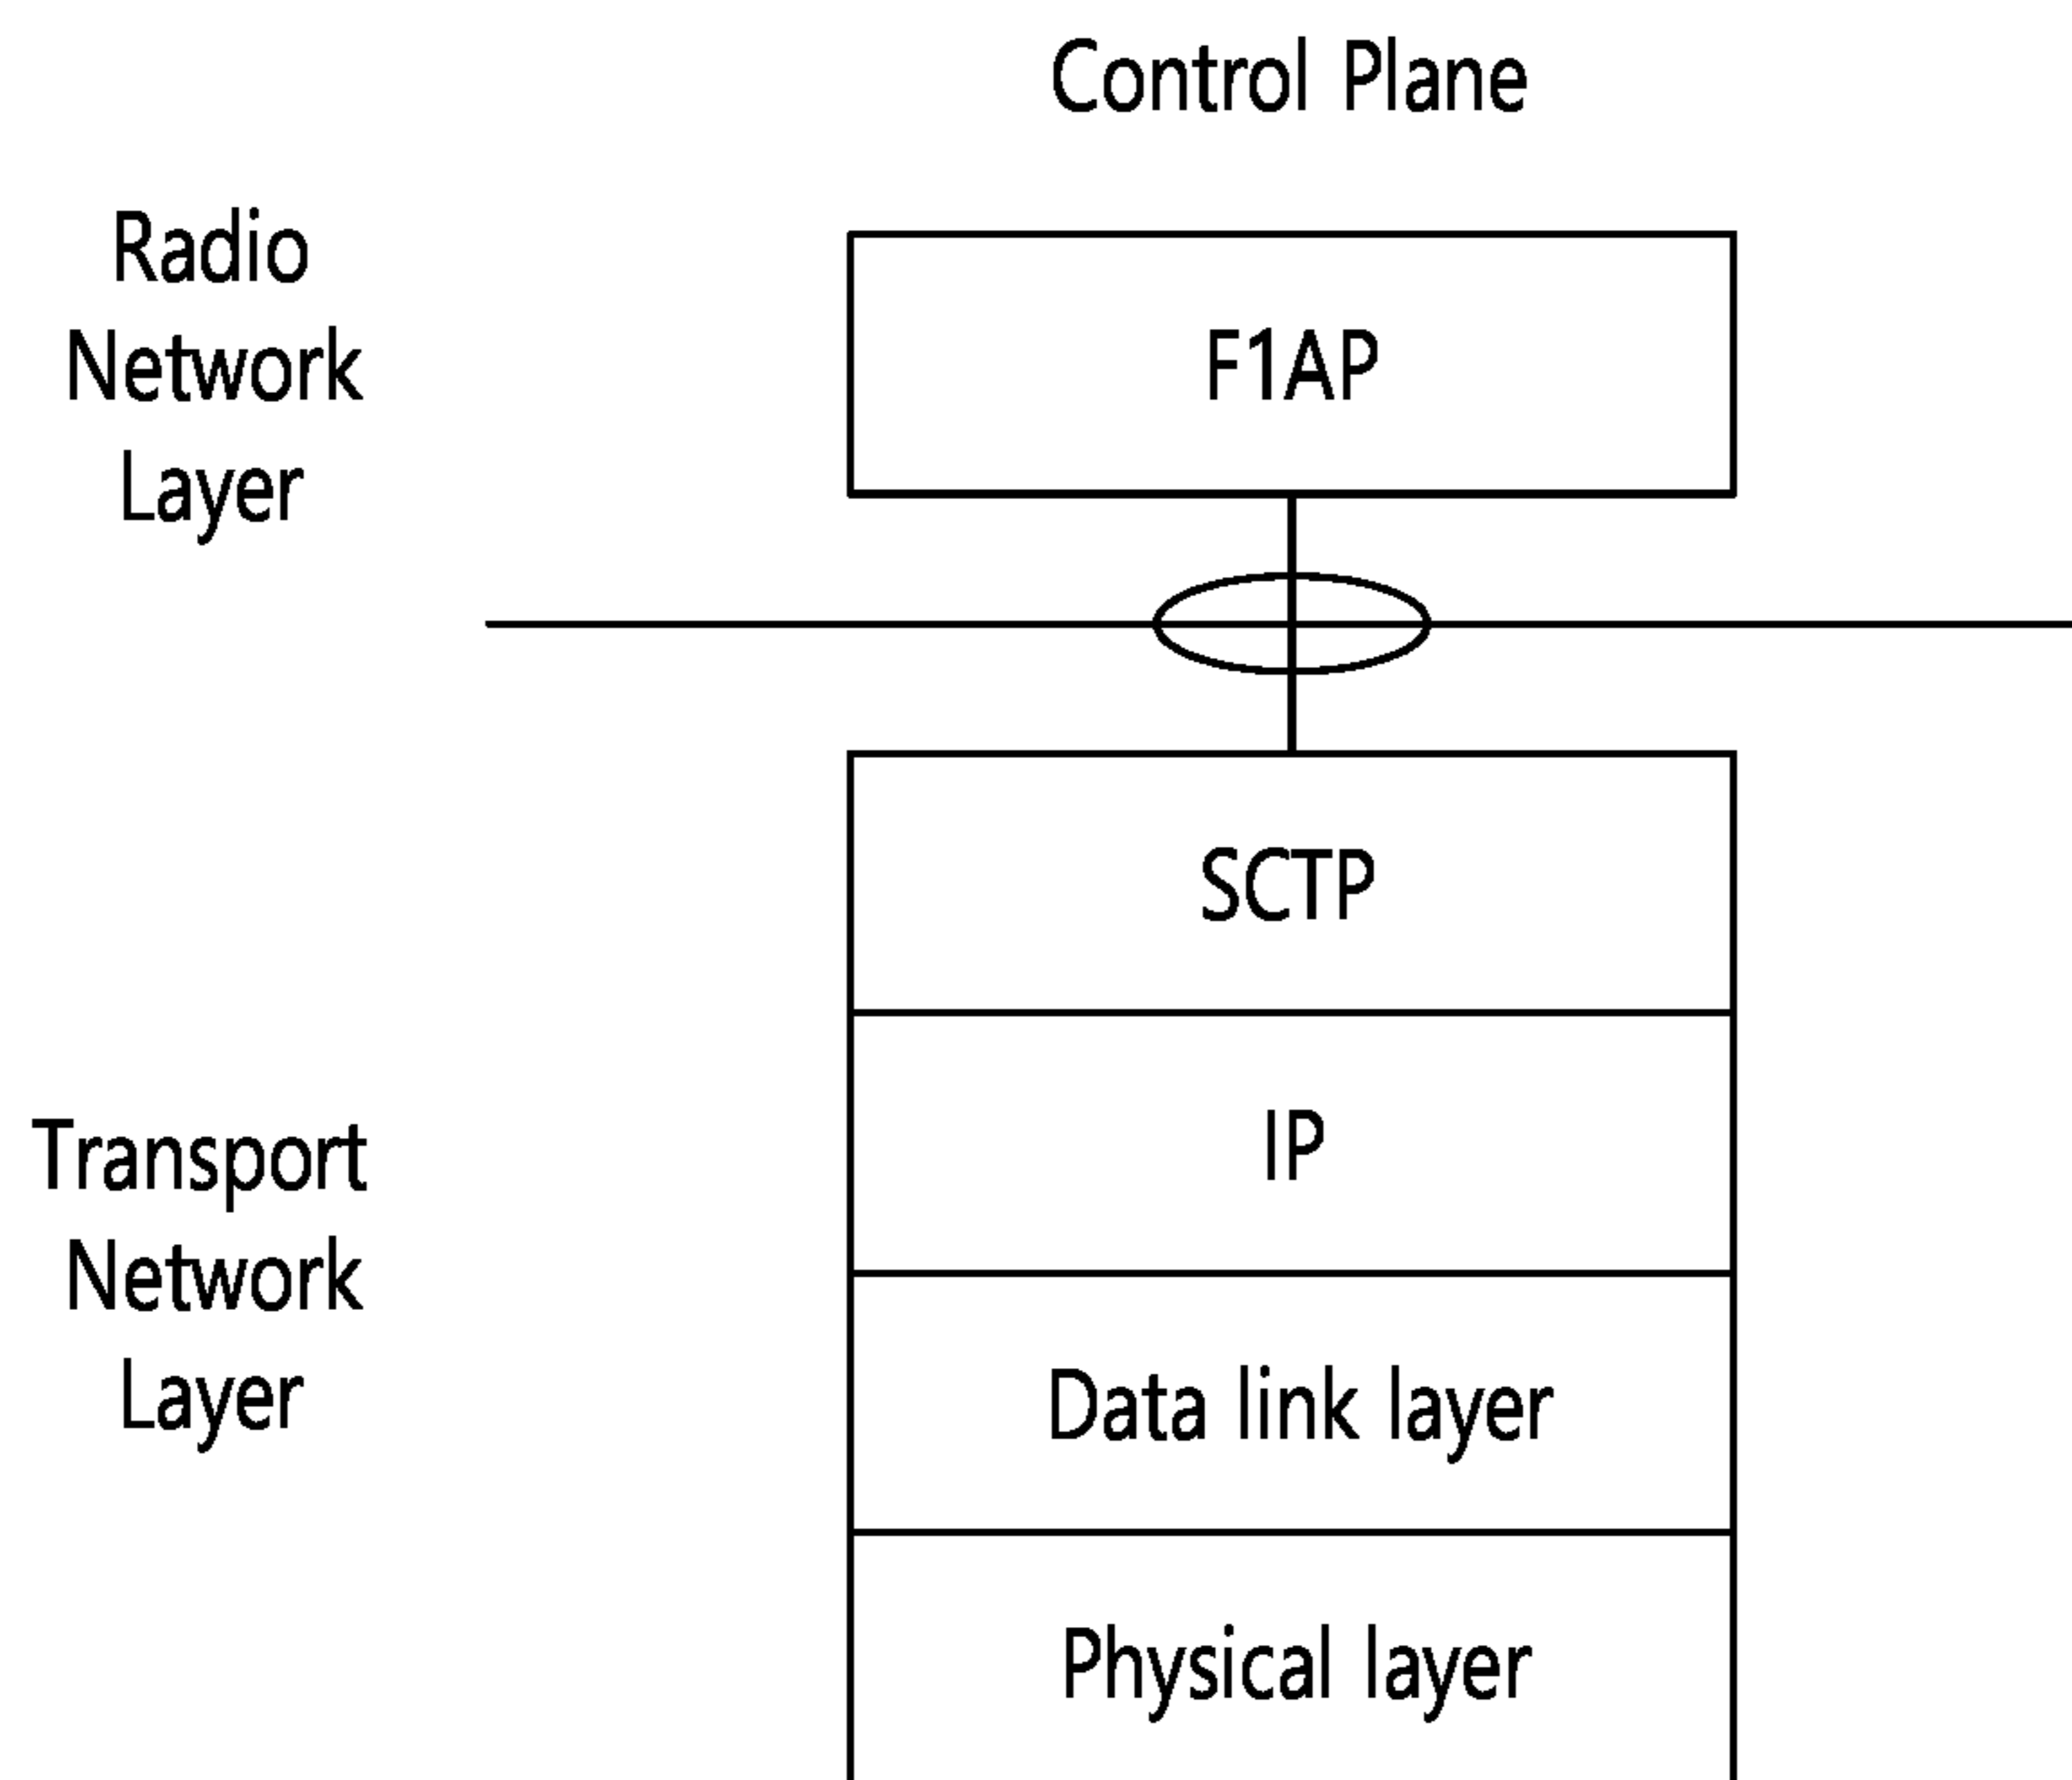 Control Plane
Radio
Network
Layer
F1AP
SCTP
IP
Transport
Network
Layer
Data link layer
Physical layer